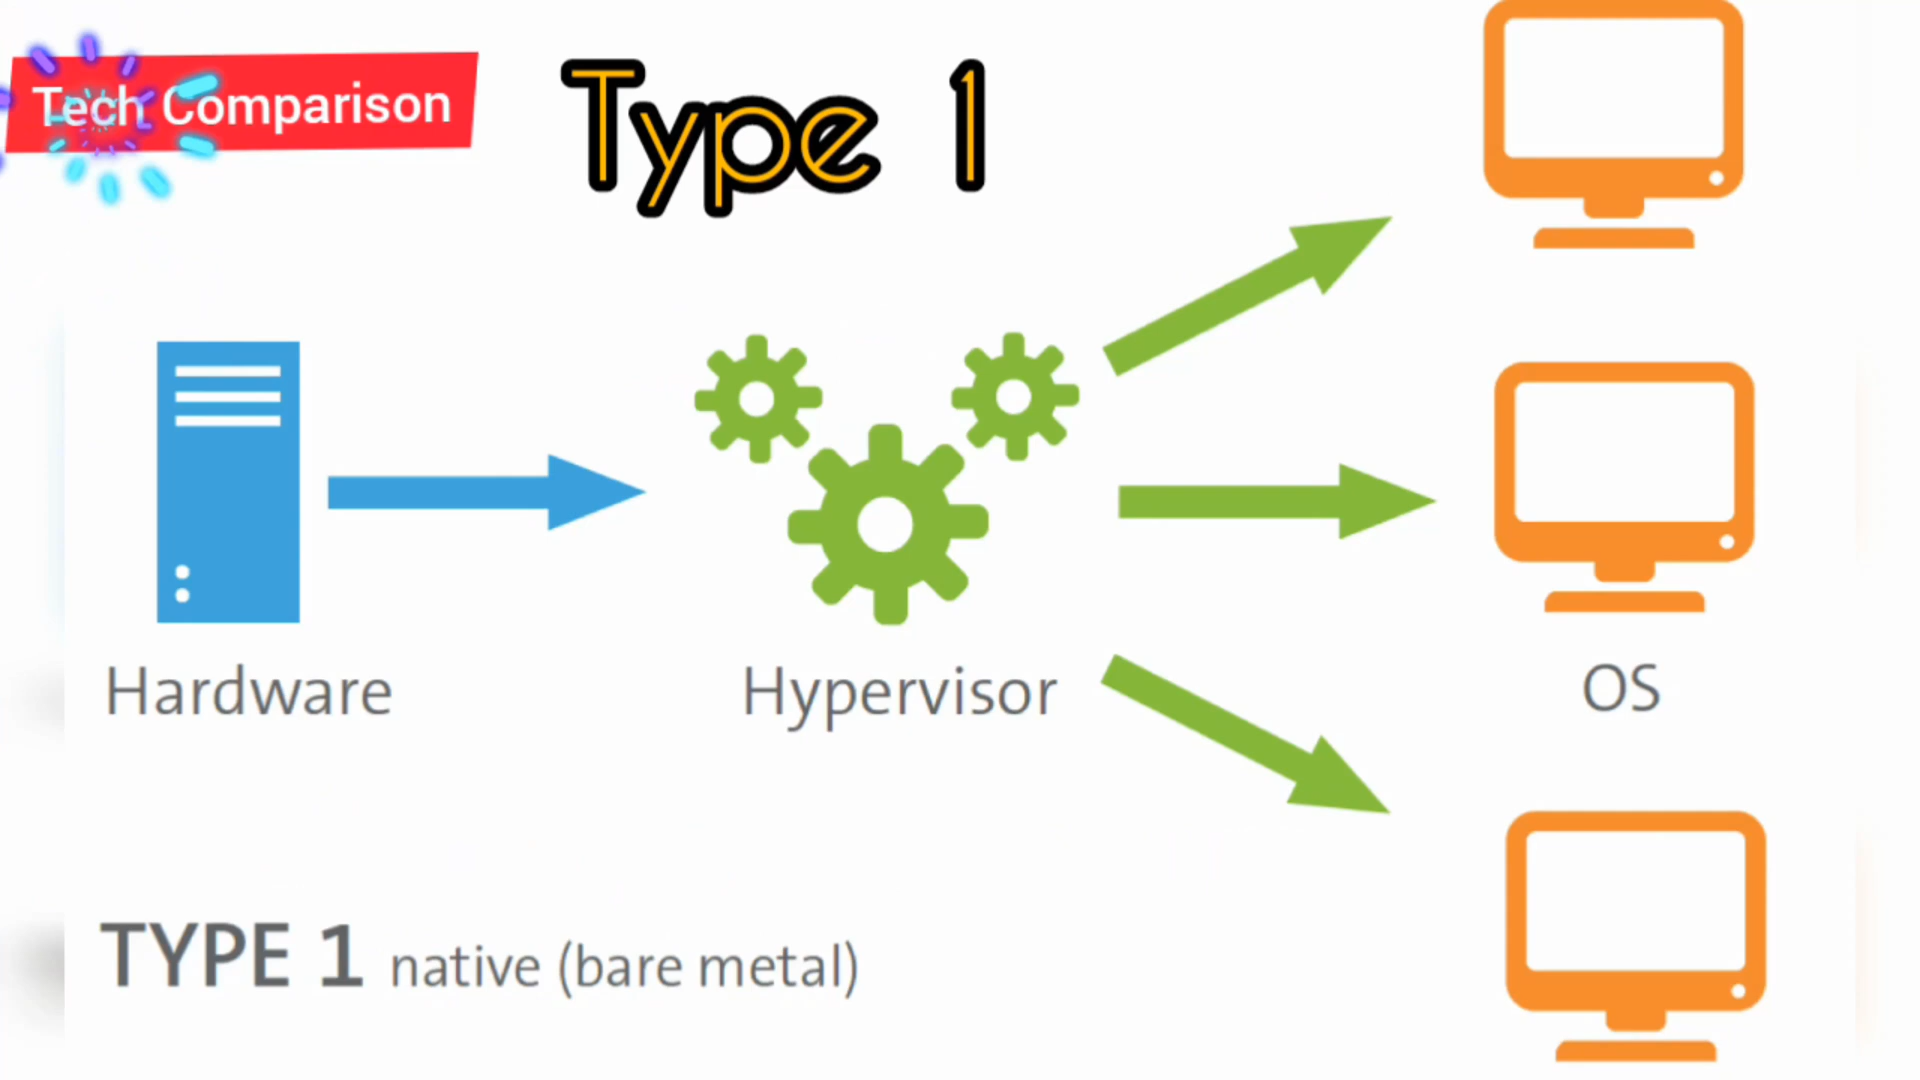 Tech Comparison
Type 1
Hardware
Hypervisor
OS
TYPE 1 native (bare metal)